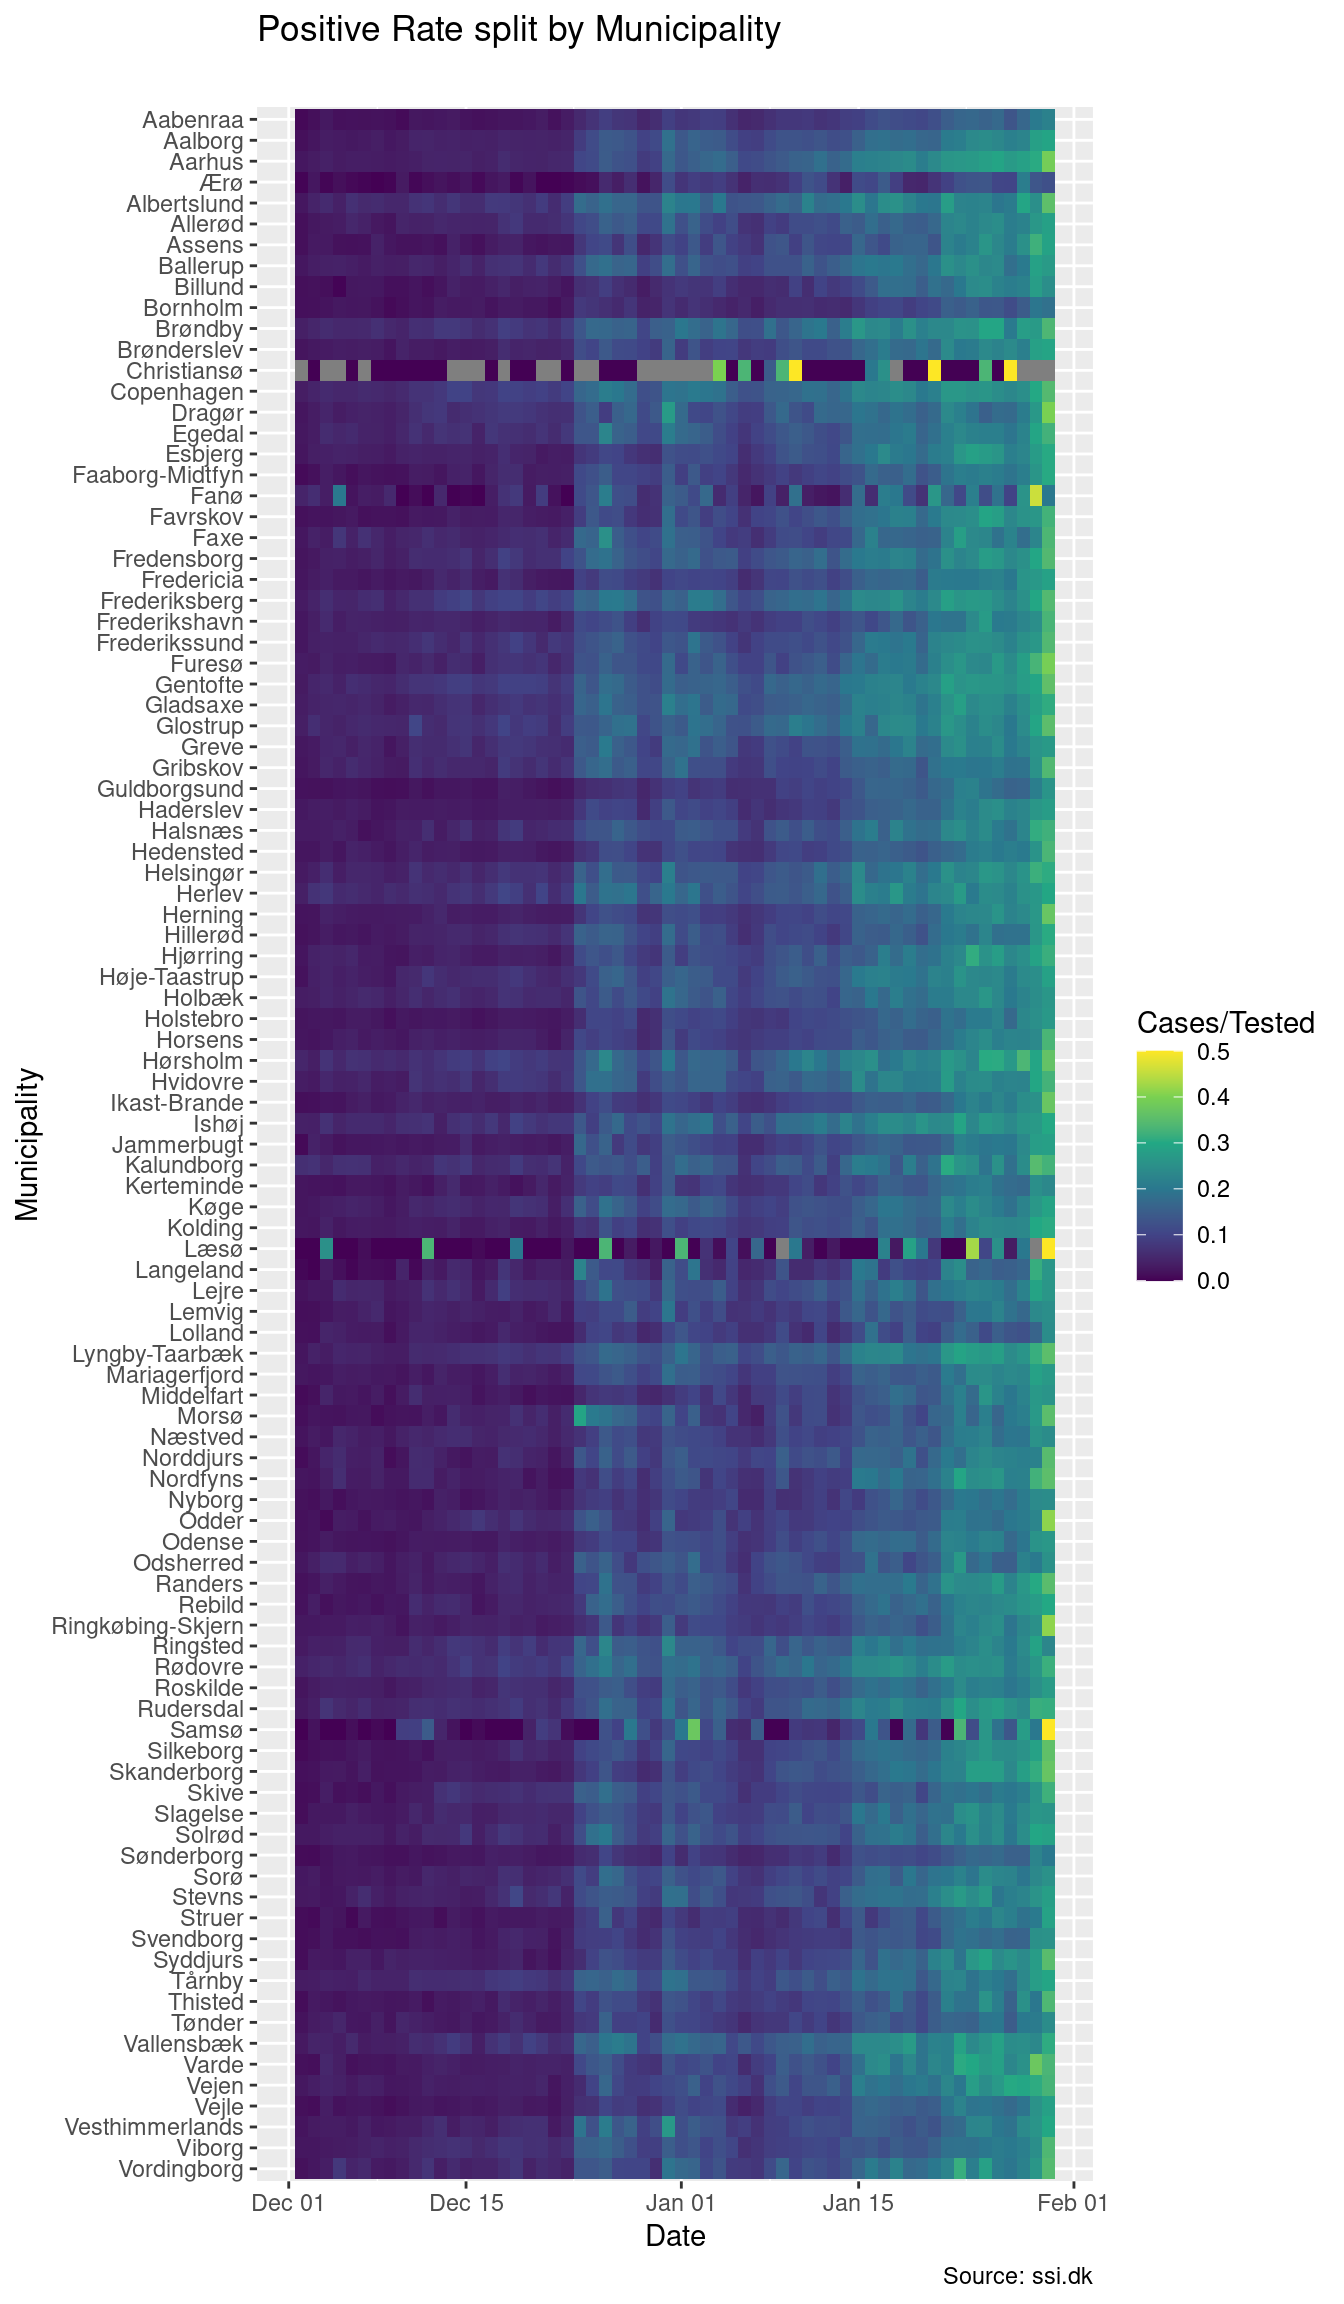 Positive Rate split by Municipality
Aabenraa
Aalborg
Aarhus
Ærø
Albertslund
Allerød
Assens
Ballerup
Billund
Bornholm
Brøndby
Brønderslev
Christiansø
Copenhagen
Dragør
Egedal
Esbjerg
Faaborg-Midtfyn
Fanø
Favrskov
Faxe
Fredensborg
Fredericia
Frederiksberg
Frederikshavn
Frederikssund
Furesø
Gentofte
Gladsaxe
Glostrup
Greve
Gribskov
Guldborgsund
Haderslev
Halsnæs
Hedensted
Helsingør
Herlev
Herning
Hillerød
Hjørring
Høje-Taastrup
Holbæk
Holstebro
Horsens
Hørsholm
Hvidovre
Ikast-Brande
Ishøj
Jammerbugt
Kalundborg
Kerteminde
Køge
Kolding
Læsø
Langeland
Lejre
Lemvig
Lolland
Lyngby-Taarbæk
Mariagerfjord
Middelfart
Morsø
Næstved
Norddjurs
Nordfyns
Nyborg
Odder
Odense
Odsherred
Randers
Rebild
Ringkøbing-Skjern
Ringsted
Rødovre
Roskilde
Rudersdal
Samsø
Silkeborg
Skanderborg
Skive
Slagelse
Solrød
Sønderborg
Sorø
Stevns
Struer
Svendborg
Syddjurs
Tårnby
Thisted
Tønder
Vallensbæk
Varde
Vejen
Vejle
Vesthimmerlands
Viborg
Vordingborg
Municipality
Dec 01 Dec 15 Jan 01 Jan 15 Feb 01
Date
Cases/Tested
0.5
0.4
0.3
0.2
0.1
0.0
Source: ssi.dk